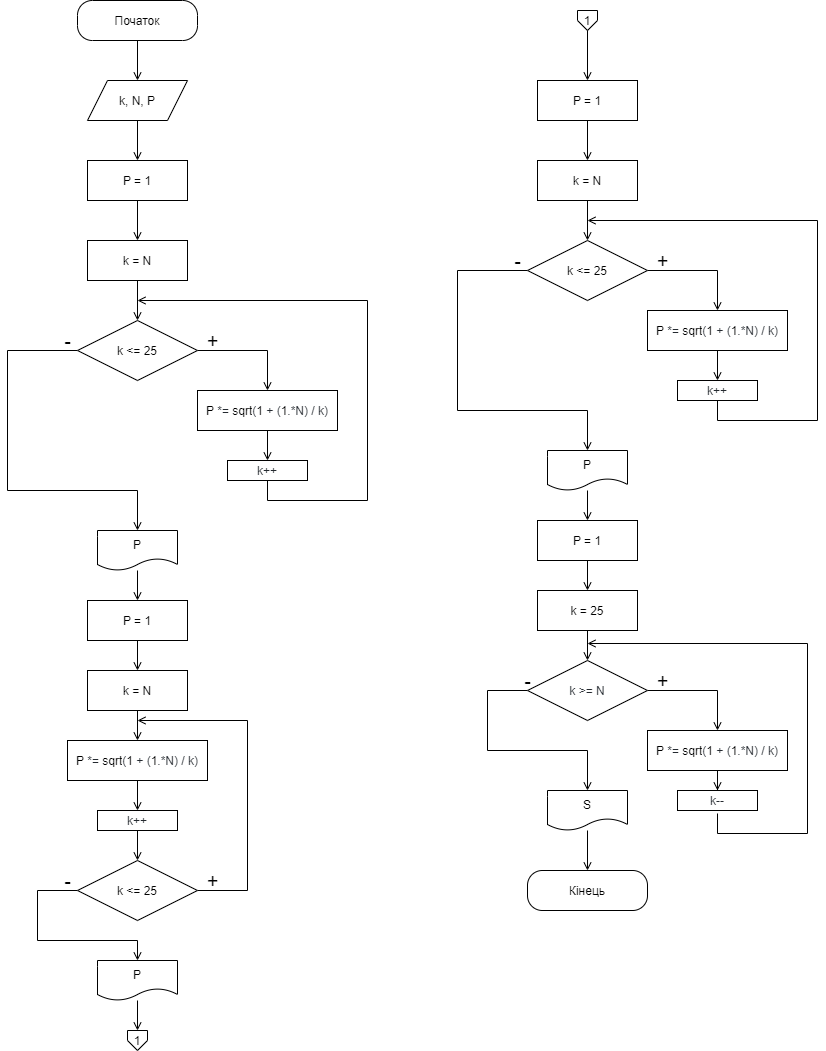 Початок
k, N, P
P = 1
k = N
k <= 25
-
+
P *= sqrt(1 + (1.*N) / k)
k++
P
P = 1
k = N
P *= sqrt(1 + (1.*N) / k)
k++
k <= 25
-
+
P
1
1
P = 1
k = N
k <= 25
-
+
P *= sqrt(1 + (1.*N) / k)
k++
P
P = 1
k = 25
k >= N
-
+
P *= sqrt(1 + (1.*N) / k)
k--
S
Кінець